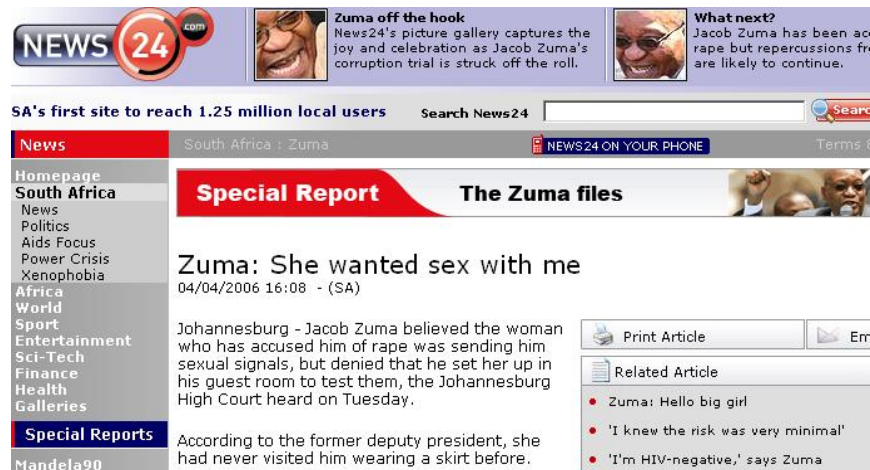 NEWS 24 .com
Zuma off the hook
News24's picture gallery captures the
joy and celebration as Jacob Zuma's
corruption trial is struck off the roll.
What next?
Jacob Zuma has been
rape but repercussions
are likely to continue.
SA's first site to reach 1.25 million local users
Search News24
News
South Africa : Zuma
NEWS24 ON YOUR PHONE
Terms
Homepage
South Africa
News
Politics
Aids Focus
Power Crisis
Xenophobia
Africa
World
Sport
Entertainment
Sci-Tech
Finance
Health
Galleries
Special Reports
Mandela90
Special Report
The Zuma files
Zuma: She wanted sex with me
04/04/2006 16:08 - (SA)
Johannesburg - Jacob Zuma believed the woman
who has accused him of rape was sending him
sexual signals, but denied that he set her up in
his guest room to test them, the Johannesburg
High Court heard on Tuesday.
According to the former deputy president, she
had never visited him wearing a skirt before.
Print Article
Related Article
• Zuma: Hello big girl
• 'I knew the risk was very minimal'
• 'I'm HIV-negative,' says Zuma